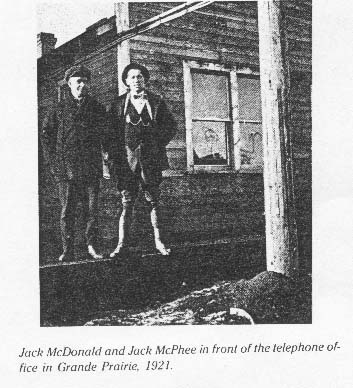 Jack McDonald and Jack McPhee in front of the telephone of-
fice in Grande Prairie, 1921.